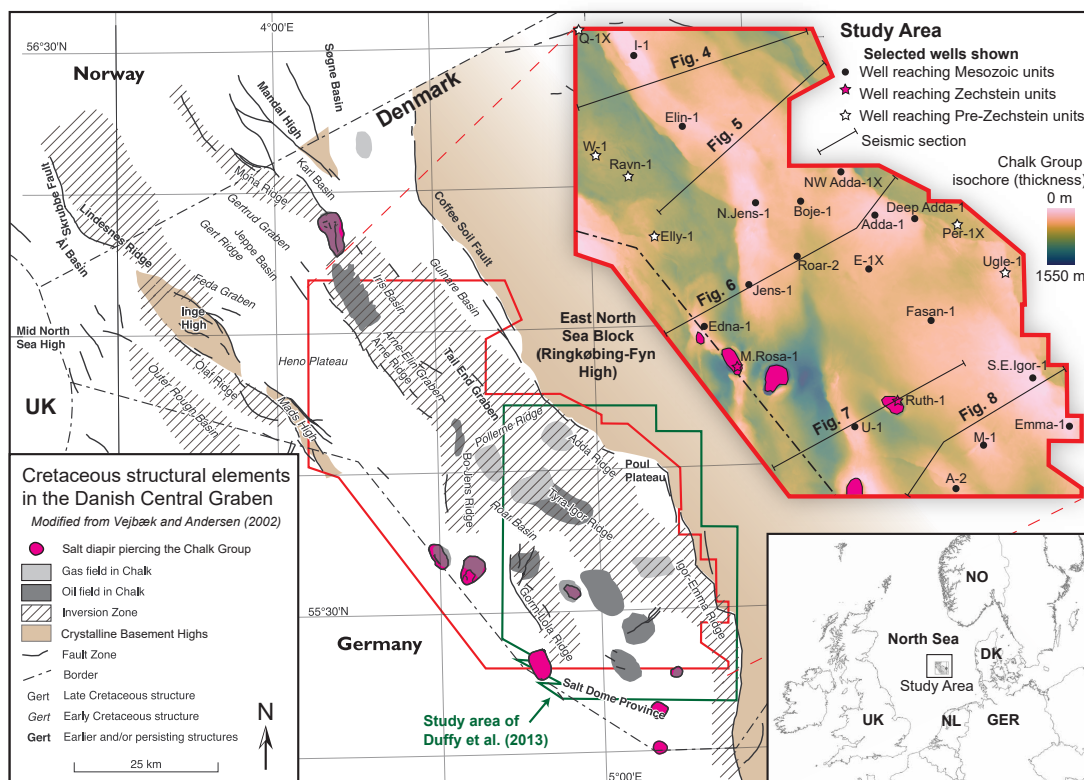 4°00'E
56°30'N
Norway
Søgne Basin
Mandal High
Denmark
Karl Basin
Mona Ridge
Skrubbe Fault
Lindesnes Ridge
Gertrud Graben
Gert Ridge
Jeppe Basin
Coffee Soil Fault
Gulnare Basin
Iris Basin
Feda Graben
Inge High
Mid North
Sea High
Heno Plateau
Arne-Elin Graben
Arne Ridge
Tail End Graben
East North
Sea Block
(Ringkøbing-Fyn
High)
Olaf Ridge
Outer Rough Basin
Mads High
UK
Pollerne Ridge
Adda Ridge
Poul
Plateau
Bo-Jens Ridge
Tyra-Igor Ridge
Roar Basin
Igor-Emma Ridge
55°30'N
Germany
Salt Dome Province
Study area of
Duffy et al. (2013)
5°00'E
Cretaceous structural elements
in the Danish Central Graben
Modified from Vejbæk and Andersen (2002)
Salt diapir piercing the Chalk Group
Gas field in Chalk
Oil field in Chalk
Inversion Zone
Crystalline Basement Highs
Fault Zone
Border
Gert Late Cretaceous structure
Gert Early Cretaceous structure
Gert Earlier and/or persisting structures
25 km
N
Study Area
Selected wells shown
Well reaching Mesozoic units
Well reaching Zechstein units
Well reaching Pre-Zechstein units
Seismic section
Chalk Group
isochore (thickness)
0 m
1550 m
Q-1X
I-1
Fig. 4
Elin-1
Fig. 5
W-1
Ravn-1
NW Adda-1X
N.Jens-1
Boje-1
Deep Adda-1
Adda-1
Per-1X
Elly-1
Roar-2
E-1X
Ugle-1
Fig. 6
Jens-1
Edna-1
Fasan-1
M.Rosa-1
S.E.Igor-1
Ruth-1
Fig. 7
U-1
Fig. 8
Emma-1
M-1
A-2
NO
North Sea
DK
Study Area
UK
NL
GER